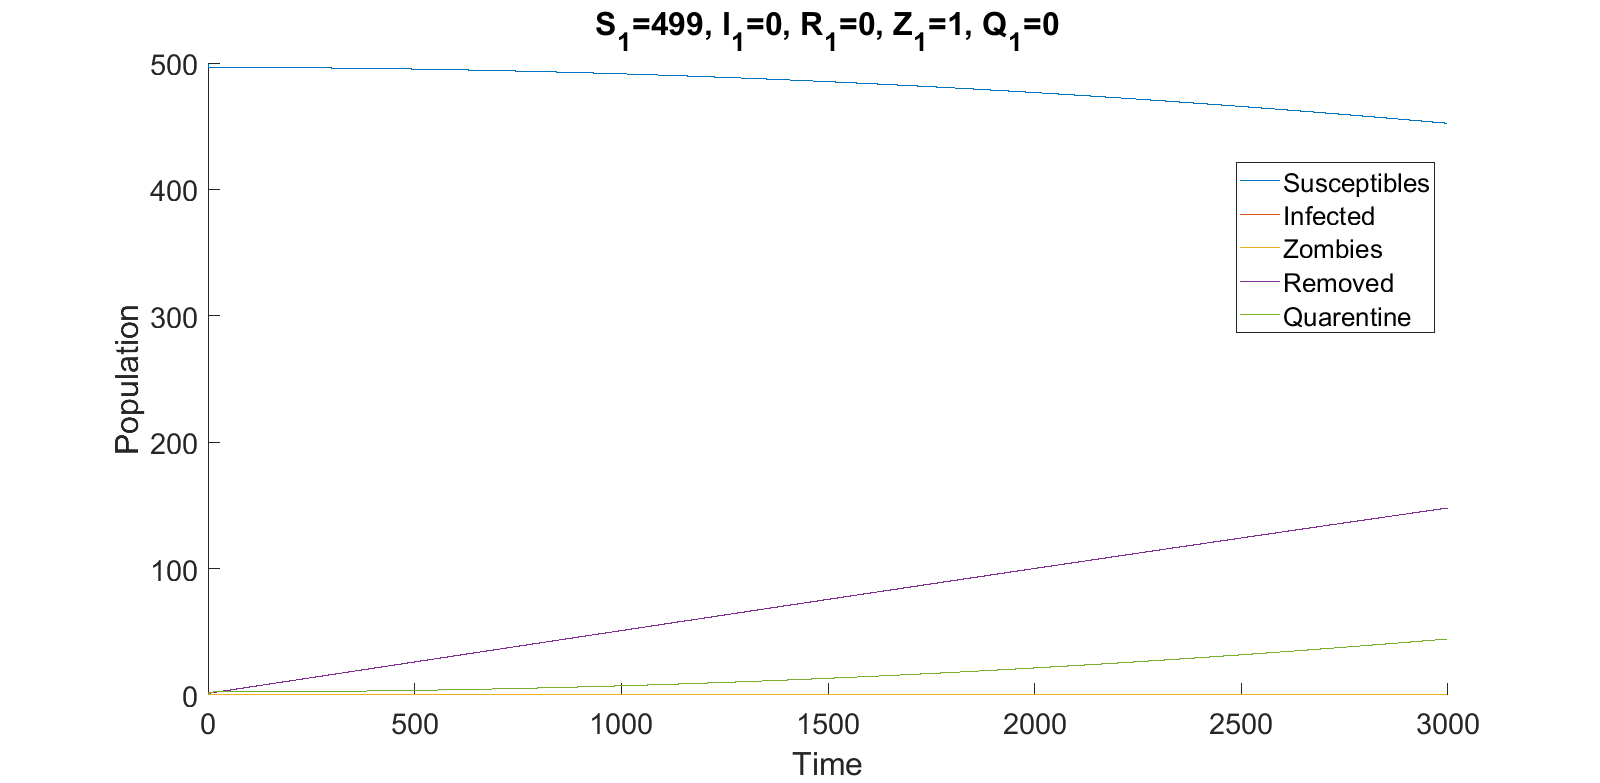 S₁=499, I₁=0, R₁=0, Z₁=1, Q₁=0
500
400
300
200
100
0
Population
Susceptibles
Infected
Zombies
Removed
Quarentine
0 500 1000 1500 2000 2500 3000
Time